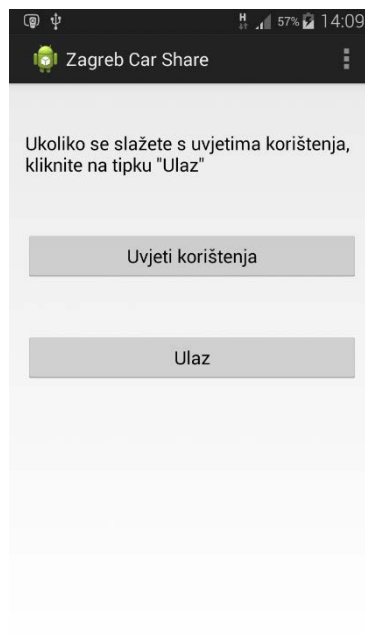 H 57% 14:09
Zagreb Car Share
Ukoliko se slažete s uvjetima korištenja,
kliknite na tipku "Ulaz"
Uvjeti korištenja
Ulaz